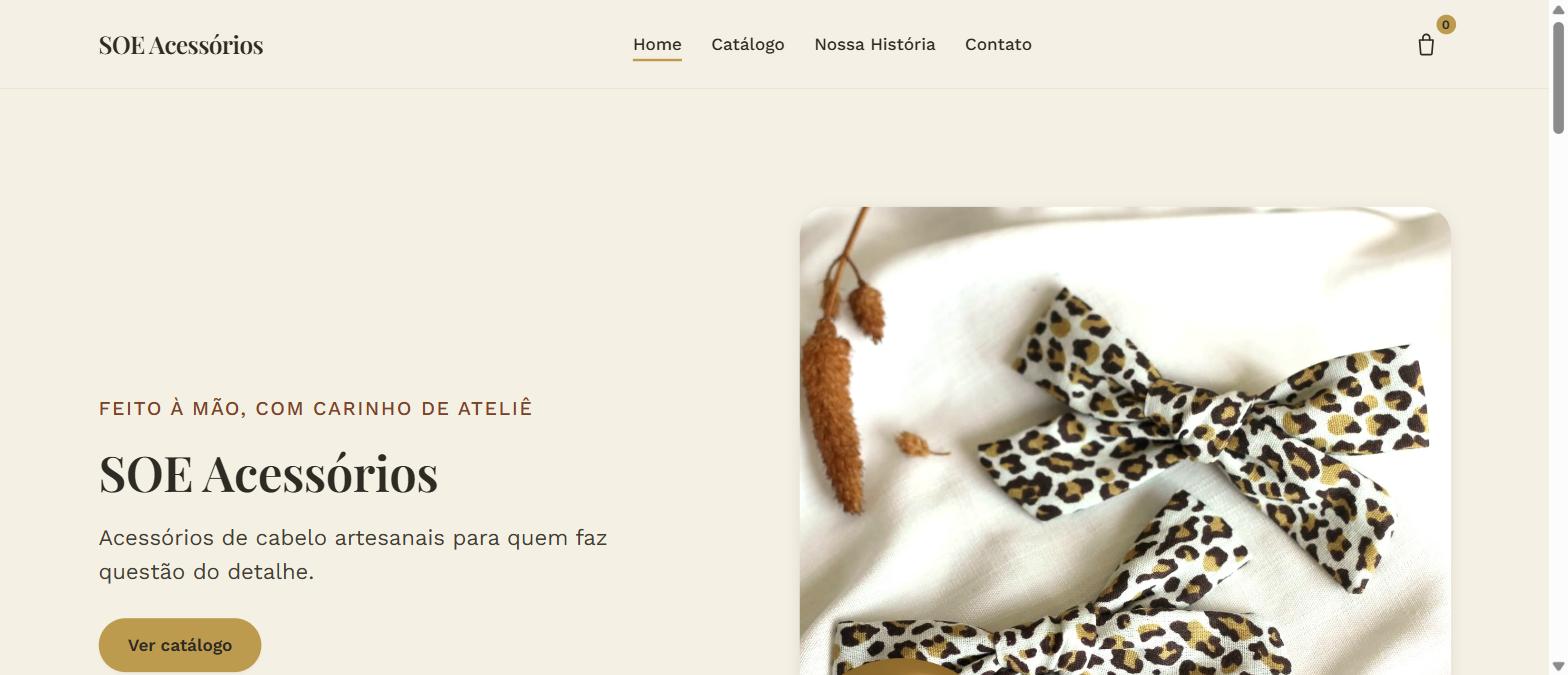 SOE Acessórios
Home Catálogo Nossa História Contato
0
FEITO À MÃO, COM CARINHO DE ATELIÊ
SOE Acessórios
Acessórios de cabelo artesanais para quem faz
questão do detalhe.
Ver catálogo